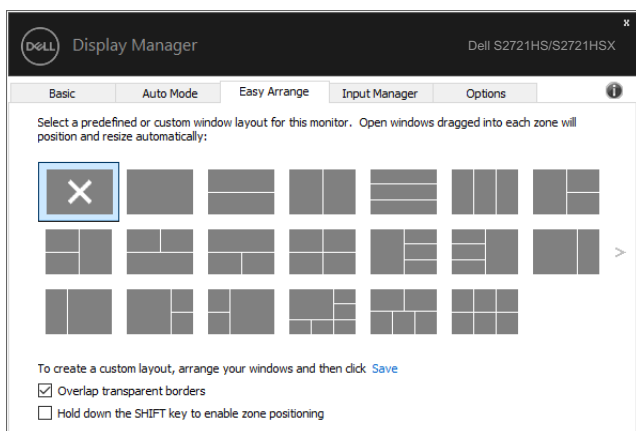 x
DELL
Display Manager
Dell S2721HS/S2721HSX
Basic
Auto Mode
Easy Arrange
Input Manager
Options
i
Select a predefined or custom window layout for this monitor. Open windows dragged into each zone will
position and resize automatically:
>
To create a custom layout, arrange your windows and then click Save
Overlap transparent borders
Hold down the SHIFT key to enable zone positioning